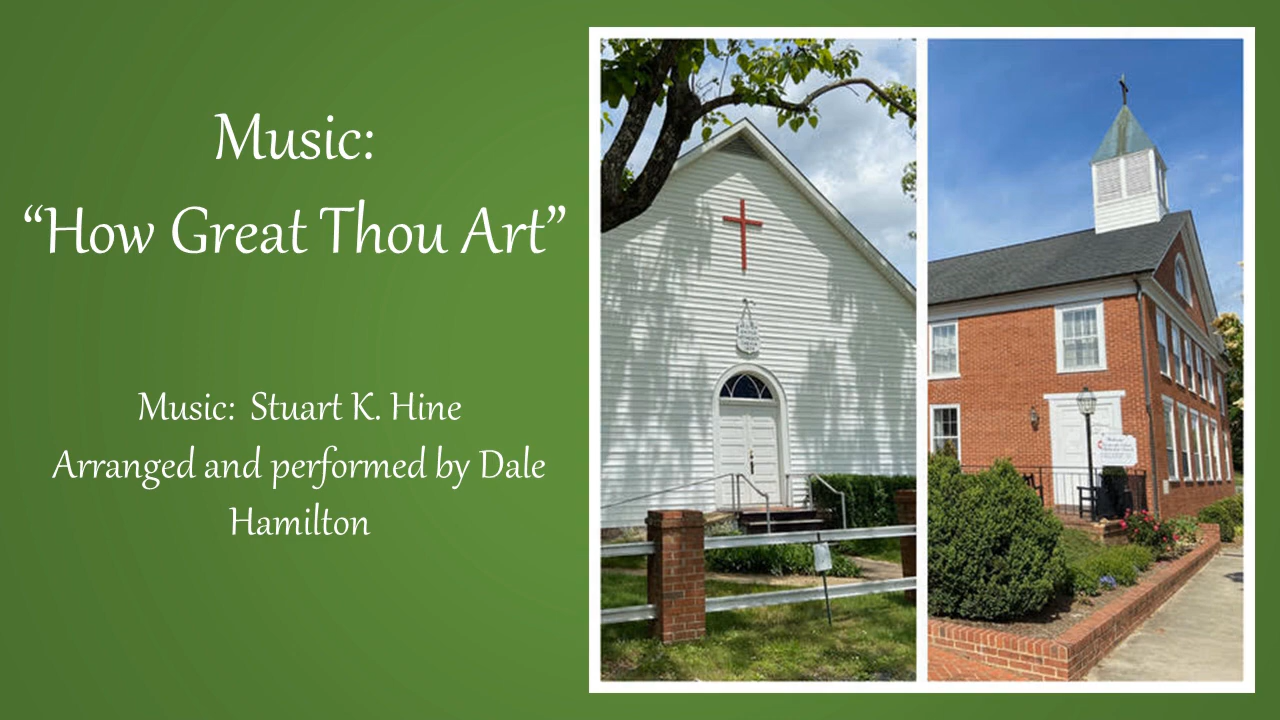 Music:
“How Great Thou Art”
Music: Stuart K. Hine
Arranged and performed by Dale
Hamilton